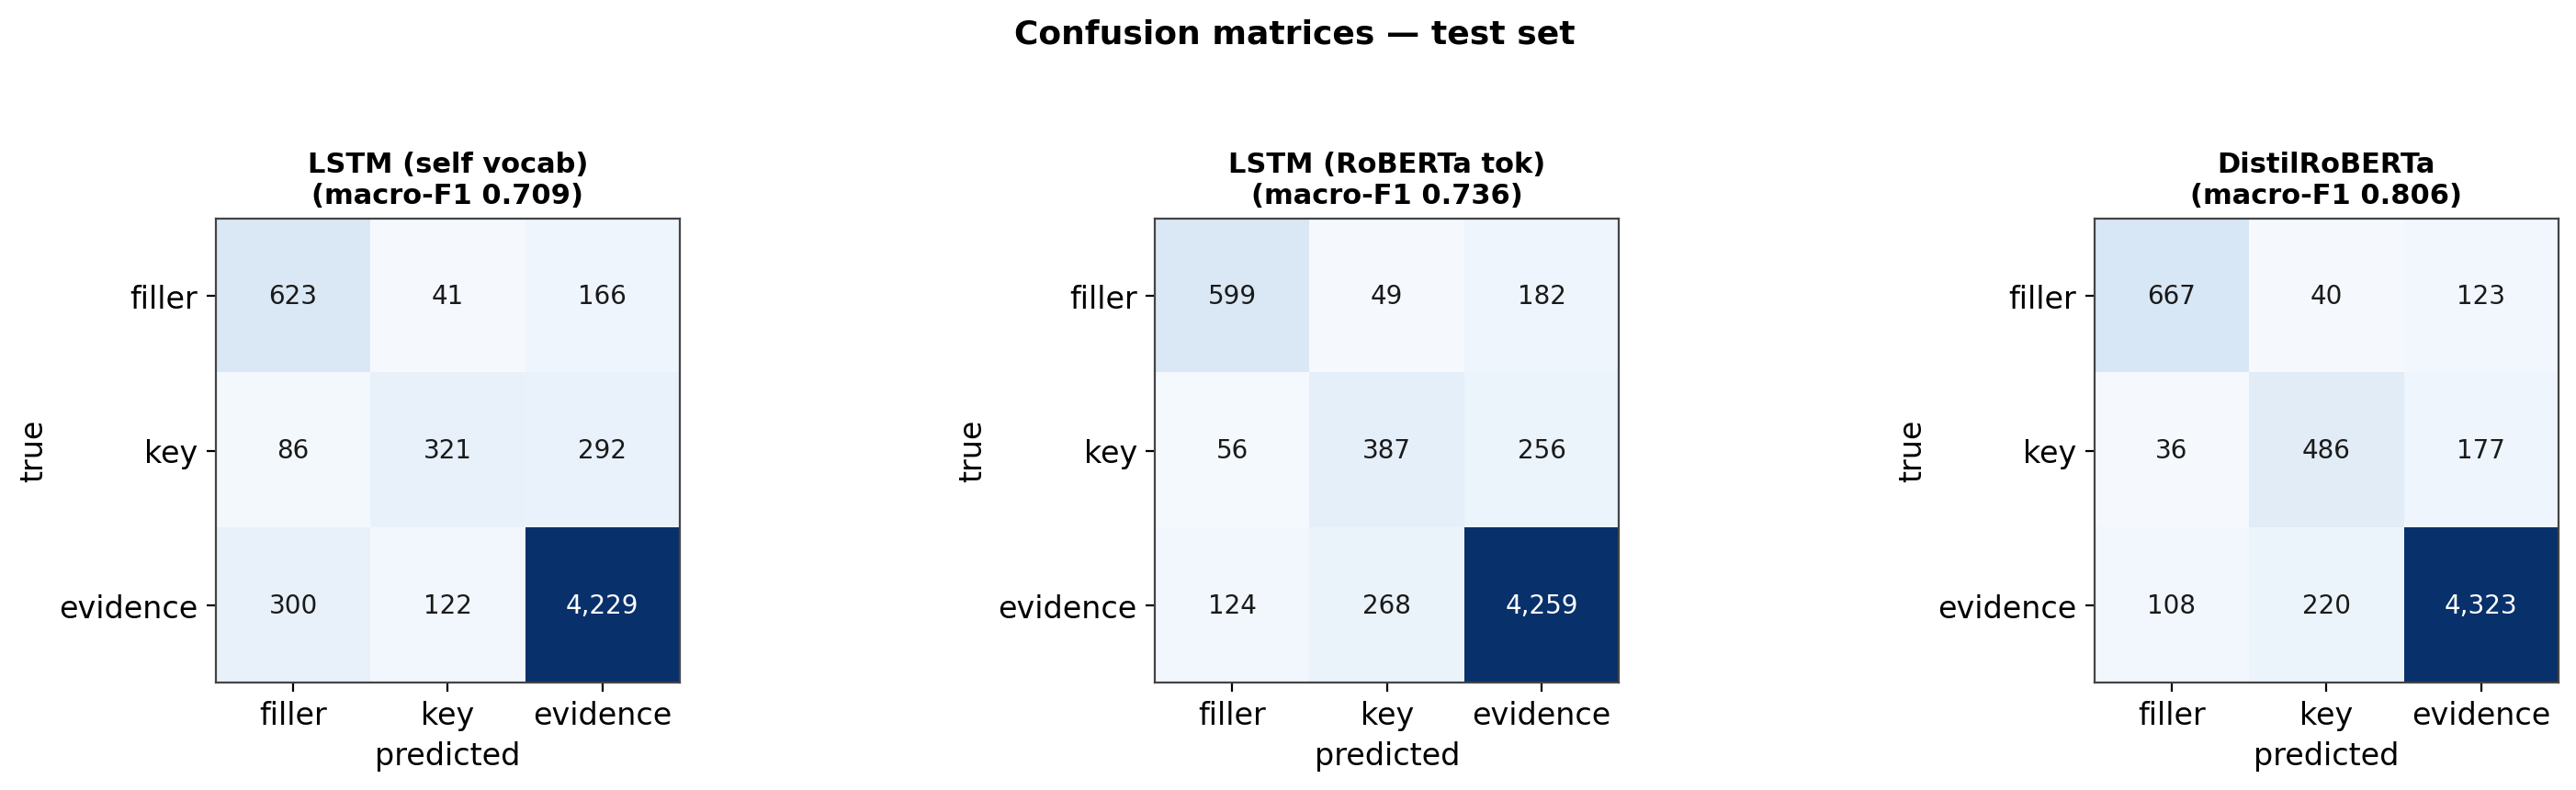 Confusion matrices — test set
LSTM (self vocab)
(macro-F1 0.709)
true
filler 623 41 166
key 86 321 292
evidence 300 122 4,229
filler key evidence
predicted
LSTM (RoBERTa tok)
(macro-F1 0.736)
true
filler 599 49 182
key 56 387 256
evidence 124 268 4,259
filler key evidence
predicted
DistilRoBERTa
(macro-F1 0.806)
true
filler 667 40 123
key 36 486 177
evidence 108 220 4,323
filler key evidence
predicted